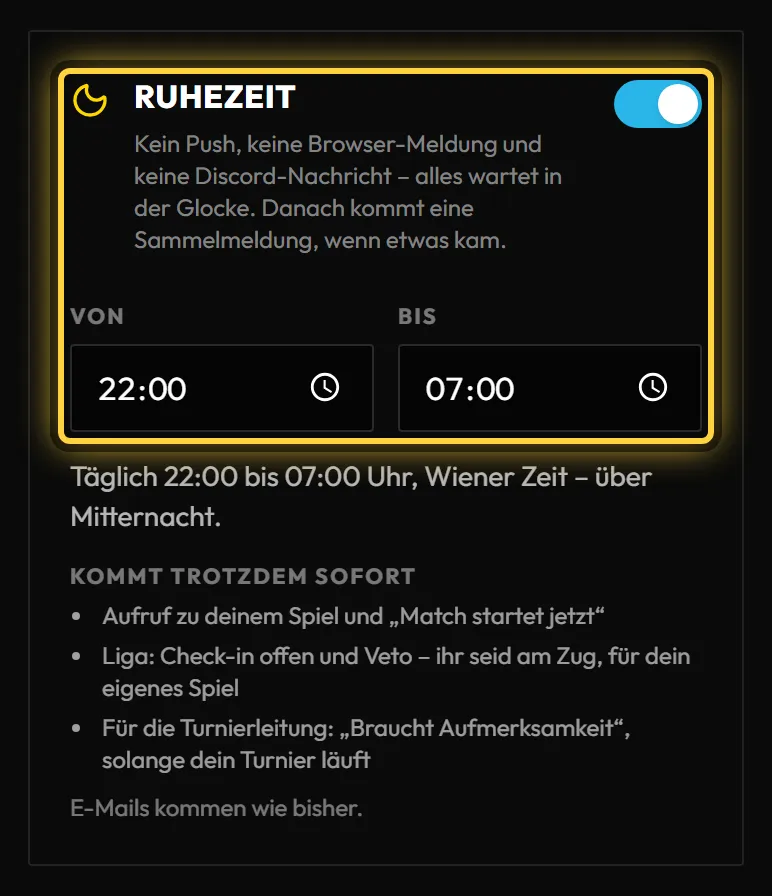 RUHEZEIT
Kein Push, keine Browser-Meldung und
keine Discord-Nachricht – alles wartet in
der Glocke. Danach kommt eine
Sammelmeldung, wenn etwas kam.
VON
BIS
22:00
07:00
Täglich 22:00 bis 07:00 Uhr, Wiener Zeit – über
Mitternacht.
KOMMT TROTZDEM SOFORT
• Aufruf zu deinem Spiel und „Match startet jetzt“
• Liga: Check-in offen und Veto – ihr seid am Zug, für dein
eigenes Spiel
• Für die Turnierleitung: „Braucht Aufmerksamkeit“,
solange dein Turnier läuft
E-Mails kommen wie bisher.